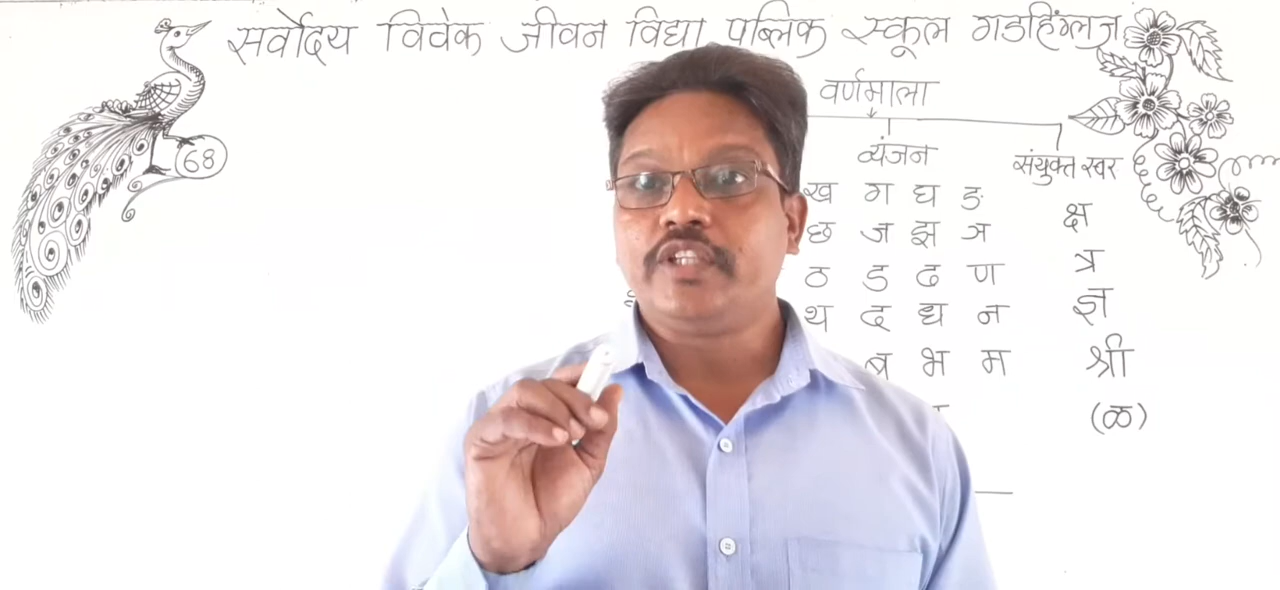 सर्वोदय विवेक जीवन विद्या पब्लिक स्कूल गडहिंग्लज
68
वर्णमाला
व्यंजन
संयुक्त स्वर
ख ग घ ङ
क्ष
छ ज झ ञ
त्र
ठ ड ढ ण
ज्ञ
थ द ध न
ब भ म
श्री
(ळ)